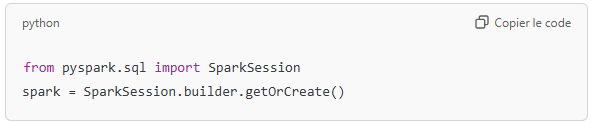 python
Copier le code
from pyspark.sql import SparkSession
spark = SparkSession.builder.getOrCreate()